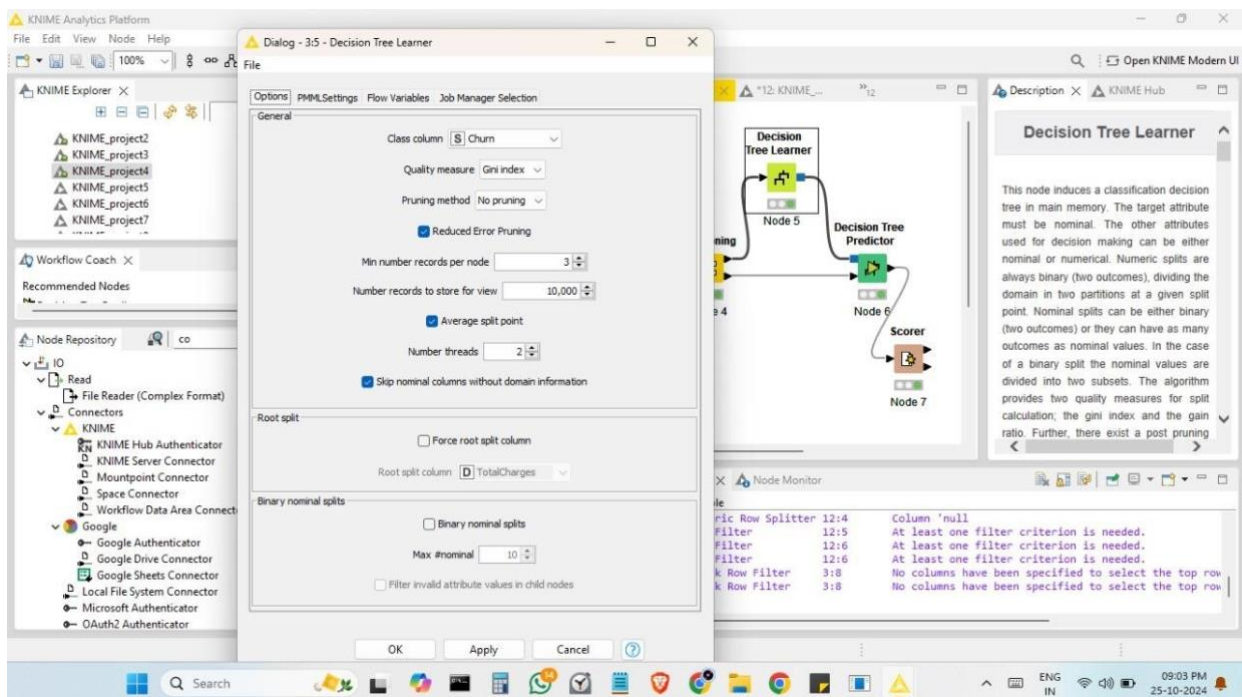 KNIME Analytics Platform
File Edit View Node Help
100%
Open KNIME Modern UI
KNIME Explorer
KNIME_project2
KNIME_project3
KNIME_project4
KNIME_project5
KNIME_project6
KNIME_project7
Workflow Coach
Recommended Nodes
Node Repository
co
IO
Read
File Reader (Complex Format)
Connectors
KNIME
KNIME Hub Authenticator
KNIME Server Connector
Mountpoint Connector
Space Connector
Workflow Data Area Connect
Google
Google Authenticator
Google Drive Connector
Google Sheets Connector
Local File System Connector
Microsoft Authenticator
OAuth2 Authenticator
Dialog - 3:5 - Decision Tree Learner
File
Options PMMLSettings Flow Variables Job Manager Selection
General
Class column S Churn
Quality measure Gini index
Pruning method No pruning
Reduced Error Pruning
Min number records per node 3
Number records to store for view 10,000
Average split point
Number threads 2
Skip nominal columns without domain information
Root split
Force root split column
Root split column D TotalCharges
Binary nominal splits
Binary nominal splits
Max #nominal 10
Filter invalid attribute values in child nodes
OK Apply Cancel
*12: KNIME_... 12
Decision
Tree Learner
Node 5
Decision Tree
Predictor
ning
e 4
Node 6
Scorer
Node 7
Description KNIME Hub
Decision Tree Learner
This node induces a classification decision
tree in main memory. The target attribute
must be nominal. The other attributes
used for decision making can be either
nominal or numerical. Numeric splits are
always binary (two outcomes), dividing the
domain in two partitions at a given split
point. Nominal splits can be either binary
(two outcomes) or they can have as many
outcomes as nominal values. In the case
of a binary split the nominal values are
divided into two subsets. The algorithm
provides two quality measures for split
calculation; the gini index and the gain
ratio. Further, there exist a post pruning
Node Monitor
le
ric Row Splitter 12:4 Column 'null
Filter 12:5 At least one filter criterion is needed.
Filter 12:6 At least one filter criterion is needed.
Filter 12:6 At least one filter criterion is needed.
k Row Filter 3:8 No columns have been specified to select the top row
k Row Filter 3:8 No columns have been specified to select the top row
Search
ENG
IN
09:03 PM
25-10-2024